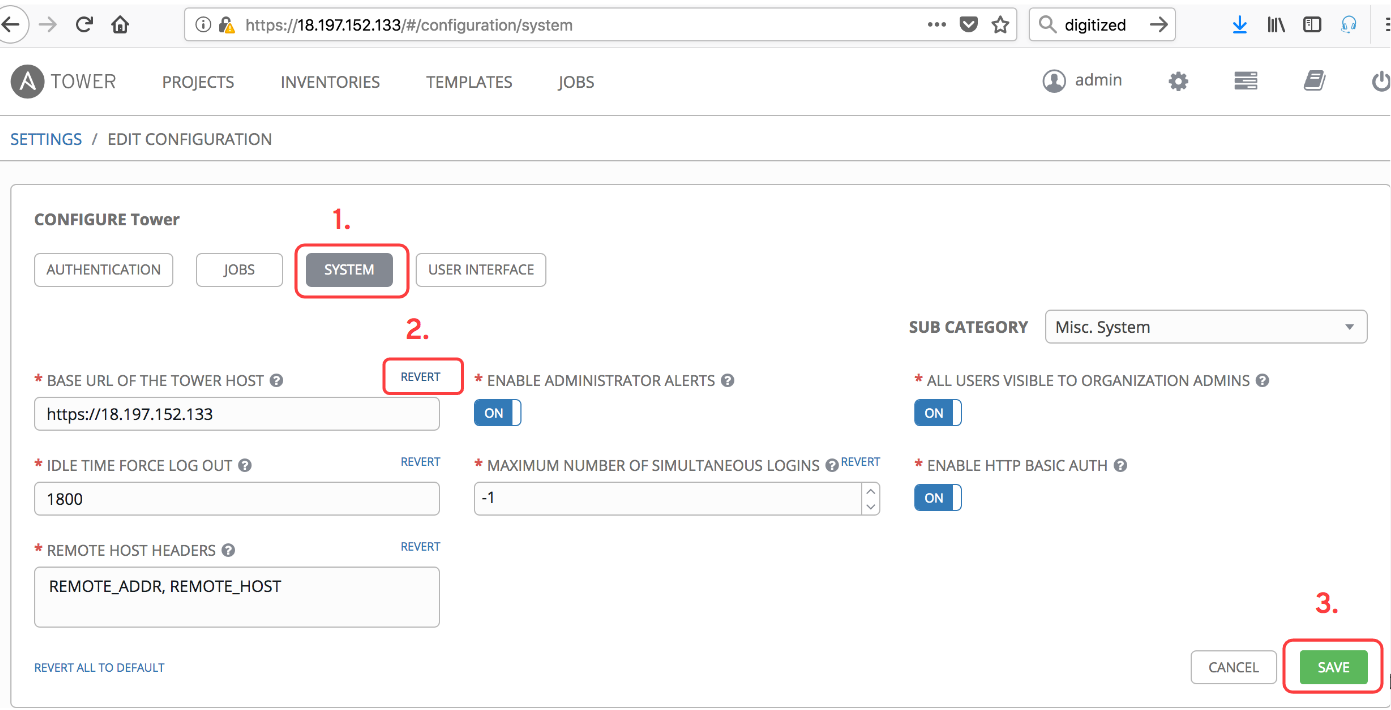 https://18.197.152.133/#/configuration/system
digitized
A TOWER PROJECTS INVENTORIES TEMPLATES JOBS admin
SETTINGS / EDIT CONFIGURATION
CONFIGURE Tower
1.
AUTHENTICATION JOBS SYSTEM USER INTERFACE
2.
SUB CATEGORY Misc. System
* BASE URL OF THE TOWER HOST ? REVERT * ENABLE ADMINISTRATOR ALERTS ? * ALL USERS VISIBLE TO ORGANIZATION ADMINS ?
https://18.197.152.133 ON ON
* IDLE TIME FORCE LOG OUT ? REVERT * MAXIMUM NUMBER OF SIMULTANEOUS LOGINS ? REVERT * ENABLE HTTP BASIC AUTH ?
1800 -1 ON
* REMOTE HOST HEADERS ? REVERT
REMOTE_ADDR, REMOTE_HOST
3.
REVERT ALL TO DEFAULT CANCEL SAVE